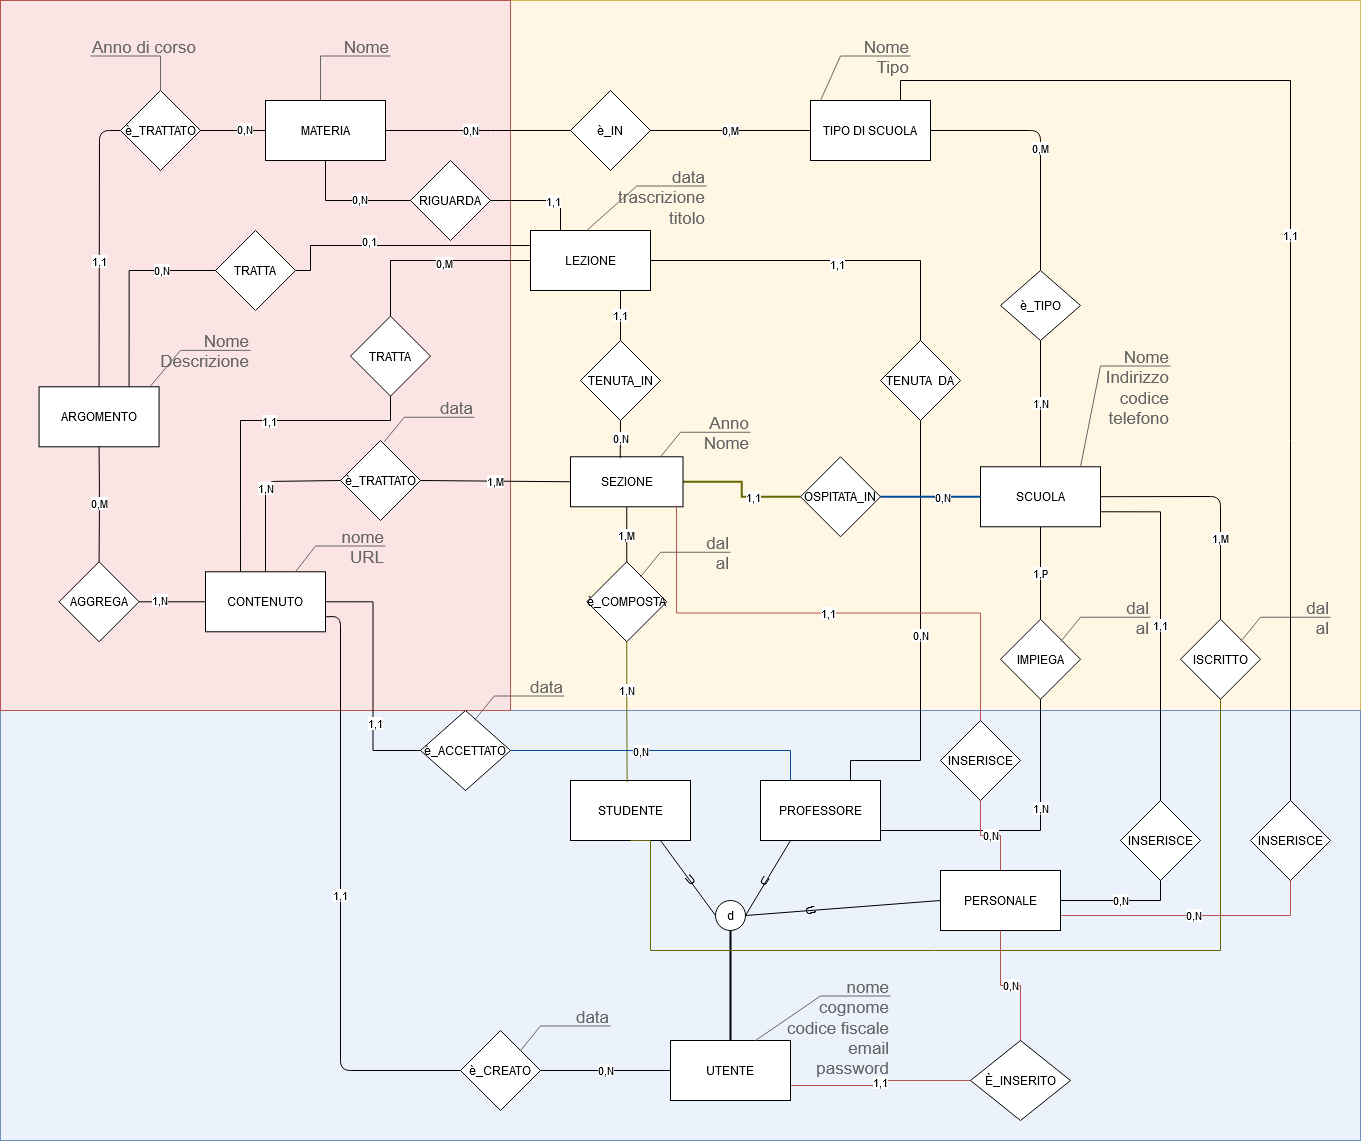 Anno di corso
Nome
Nome
Tipo
è_TRATTATO
0,N
MATERIA
0,N
è_IN
0,M
TIPO DI SCUOLA
0,M
data
trascrizione
titolo
0,N
RIGUARDA
1,1
1,1
0,1
1,1
0,N
TRATTA
0,M
LEZIONE
1,1
è_TIPO
1,1
Nome
Descrizione
TRATTA
TENUTA_IN
TENUTA DA
Nome
Indirizzo
codice
telefono
1,N
ARGOMENTO
1,1
data
0,N
Anno
Nome
1,N
è_TRATTATO
1,M
SEZIONE
1,1
OSPITATA_IN
0,N
SCUOLA
0,M
nome
URL
1,M
dal
al
1,P
1,M
AGGREGA
1,N
CONTENUTO
è_COMPOSTA
1,1
0,N
dal
al
1,1
dal
al
IMPIEGA
ISCRITTO
data
1,N
1,1
è_ACCETTATO
0,N
INSERISCE
STUDENTE
PROFESSORE
1,N
0,N
INSERISCE
INSERISCE
U
U
U
1,1
d
PERSONALE
0,N
0,N
0,N
nome
cognome
codice fiscale
email
password
data
è_CREATO
0,N
UTENTE
1,1
È_INSERITO